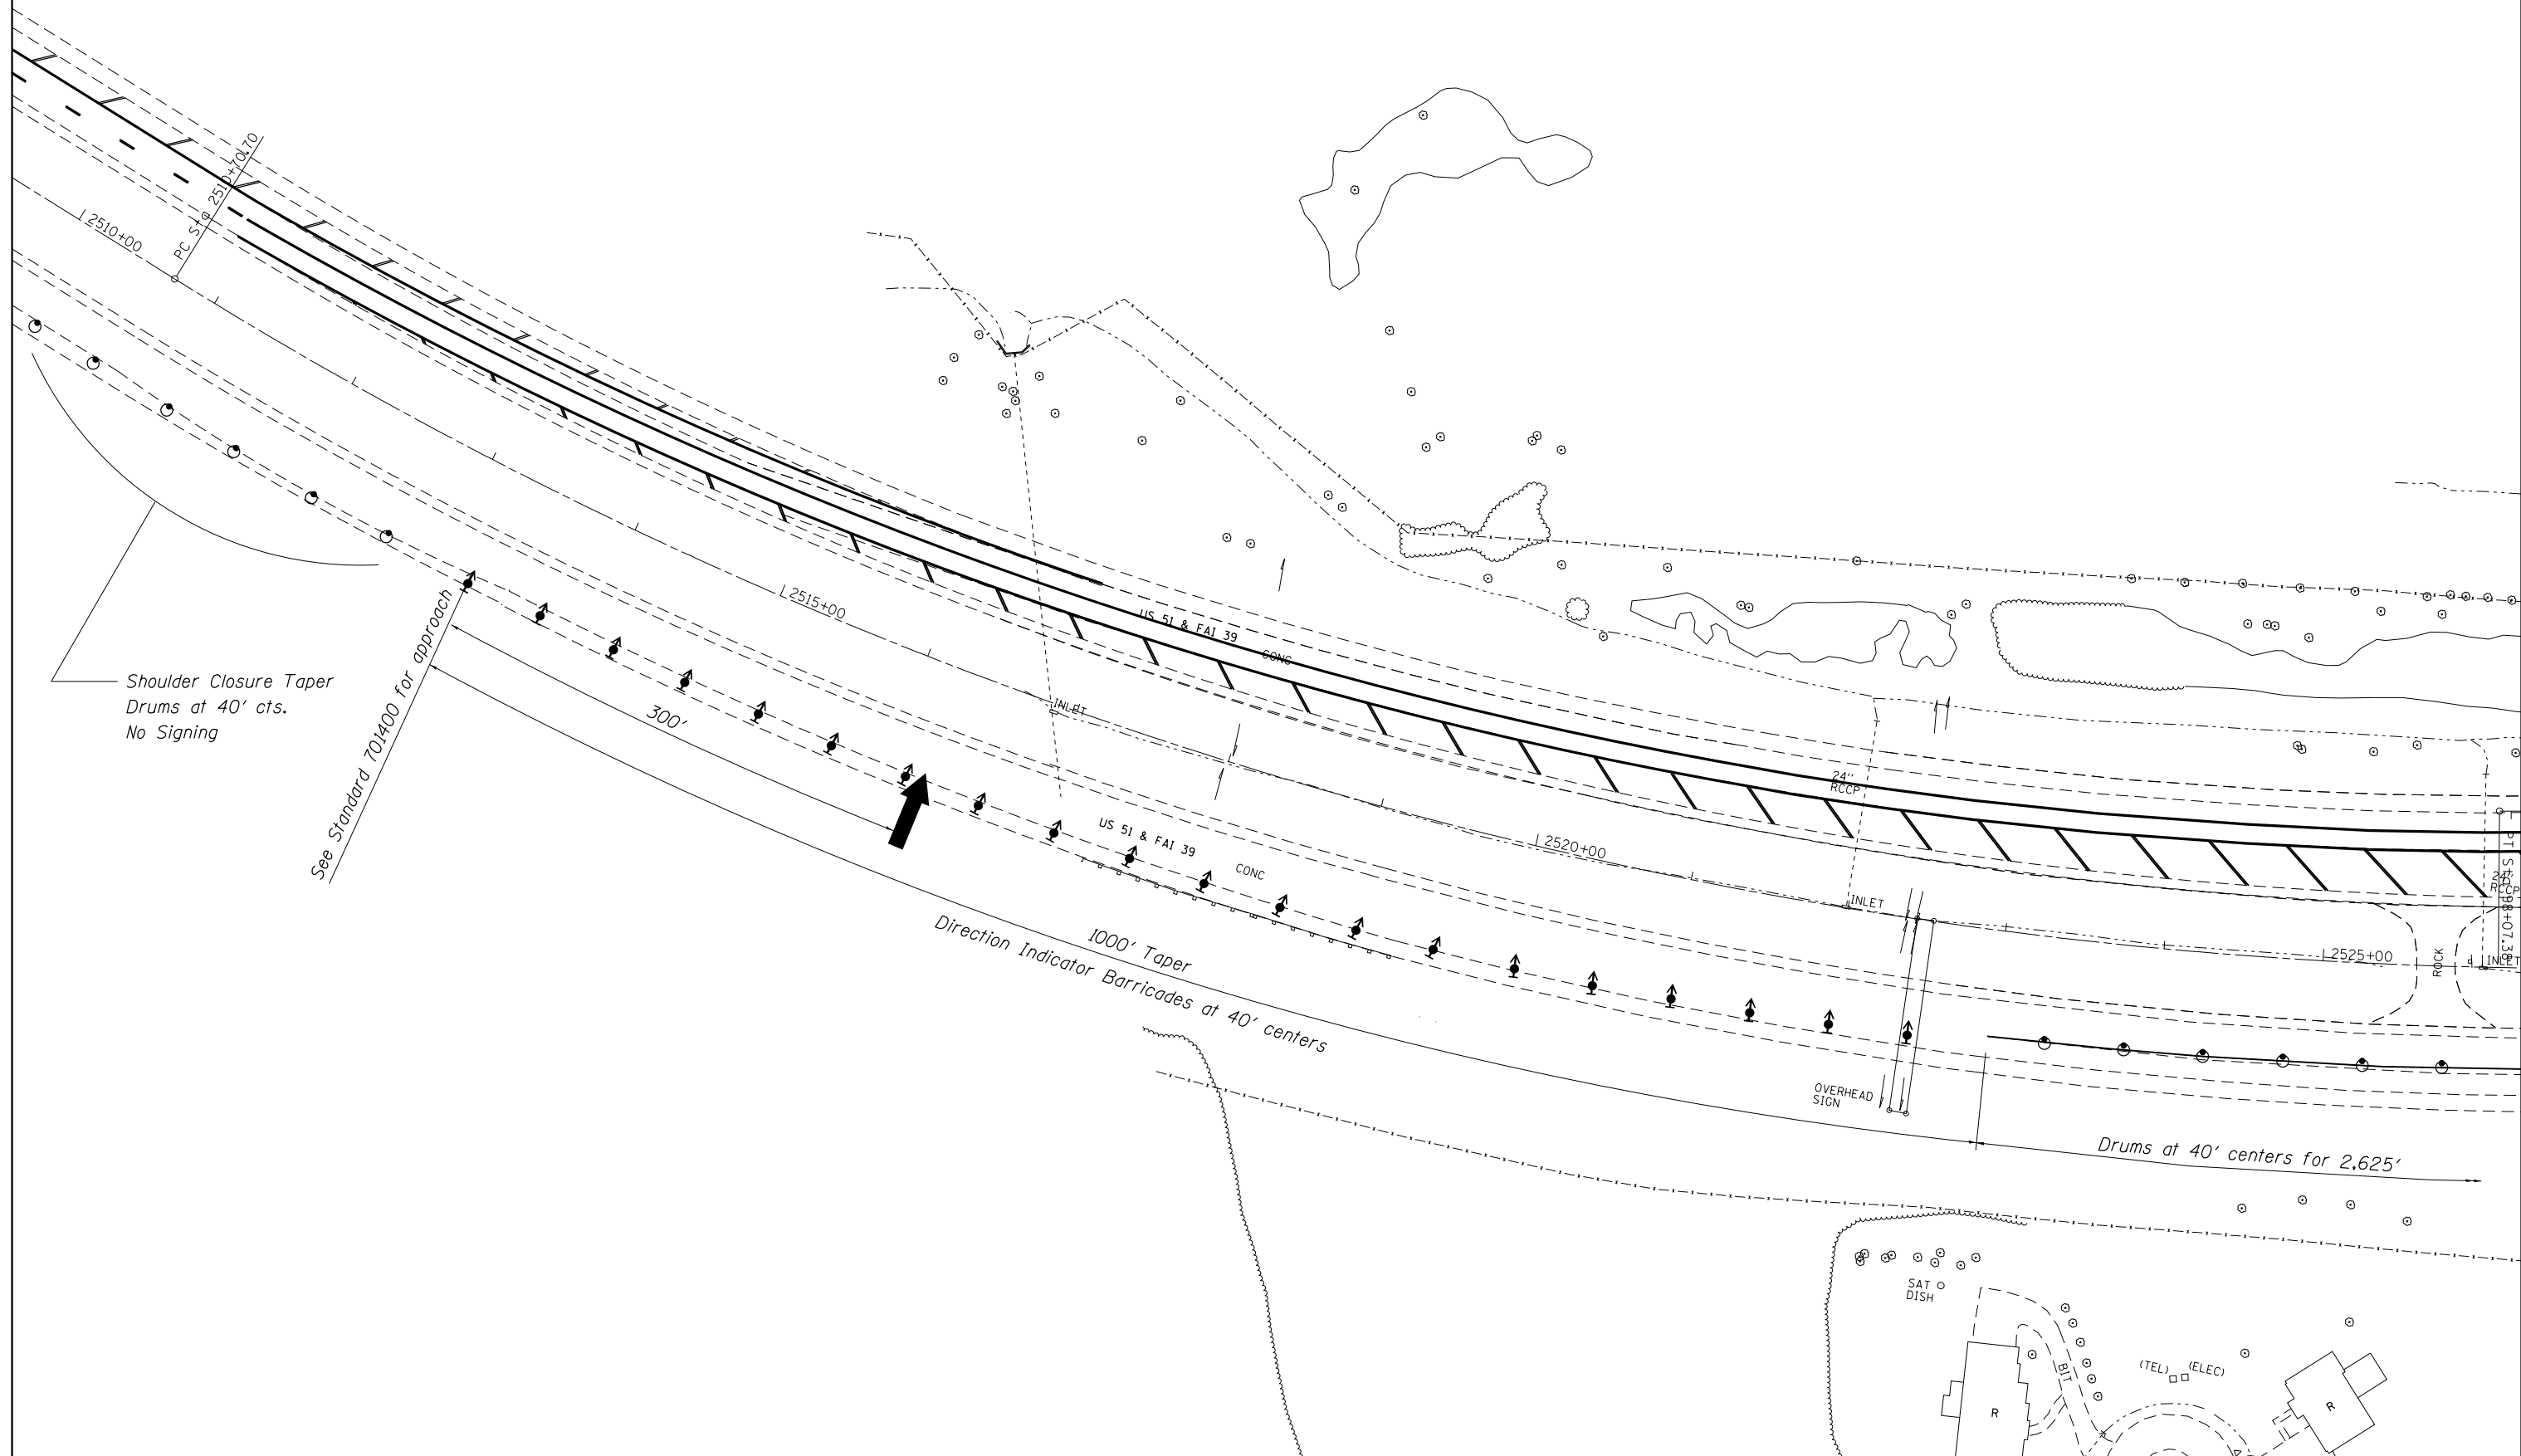 PC Sta 2510+70.70
2510+00
Shoulder Closure Taper
Drums at 40' cts.
No Signing
See Standard 701400 for approach
300'
2515+00
INLET
US 51 & FAI 39
CONC
US 51 & FAI 39
CONC
1000' Taper
Direction Indicator Barricades at 40' centers
2520+00
24''
RCCP
INLET
OVERHEAD
SIGN
2525+00
ROCK
24''
RCCP
INLET
Drums at 40' centers for 2,625'
SAT
DISH
R
BIT
(TEL)
(ELEC)
R